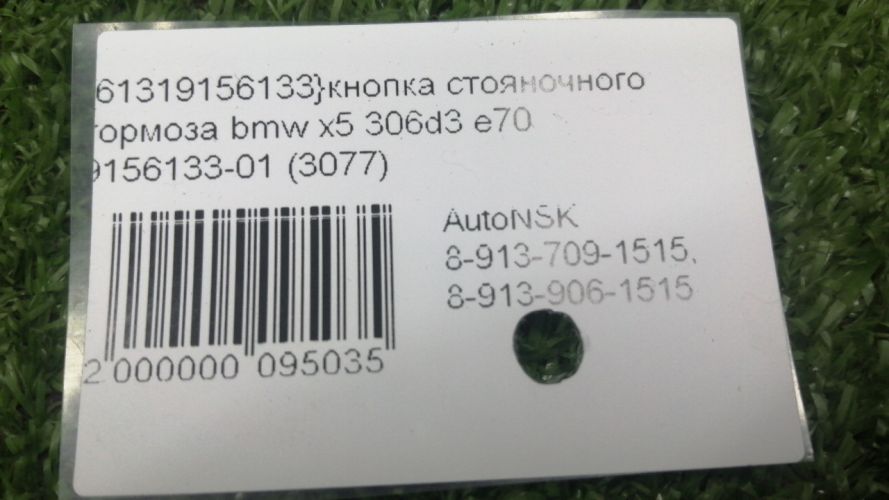 61319156133}кнопка стояночного
тормоза bmw x5 306d3 e70
9156133-01 (3077)
AutoNSK
8-913-709-1515,
8-913-906-1515
2 000000 095035